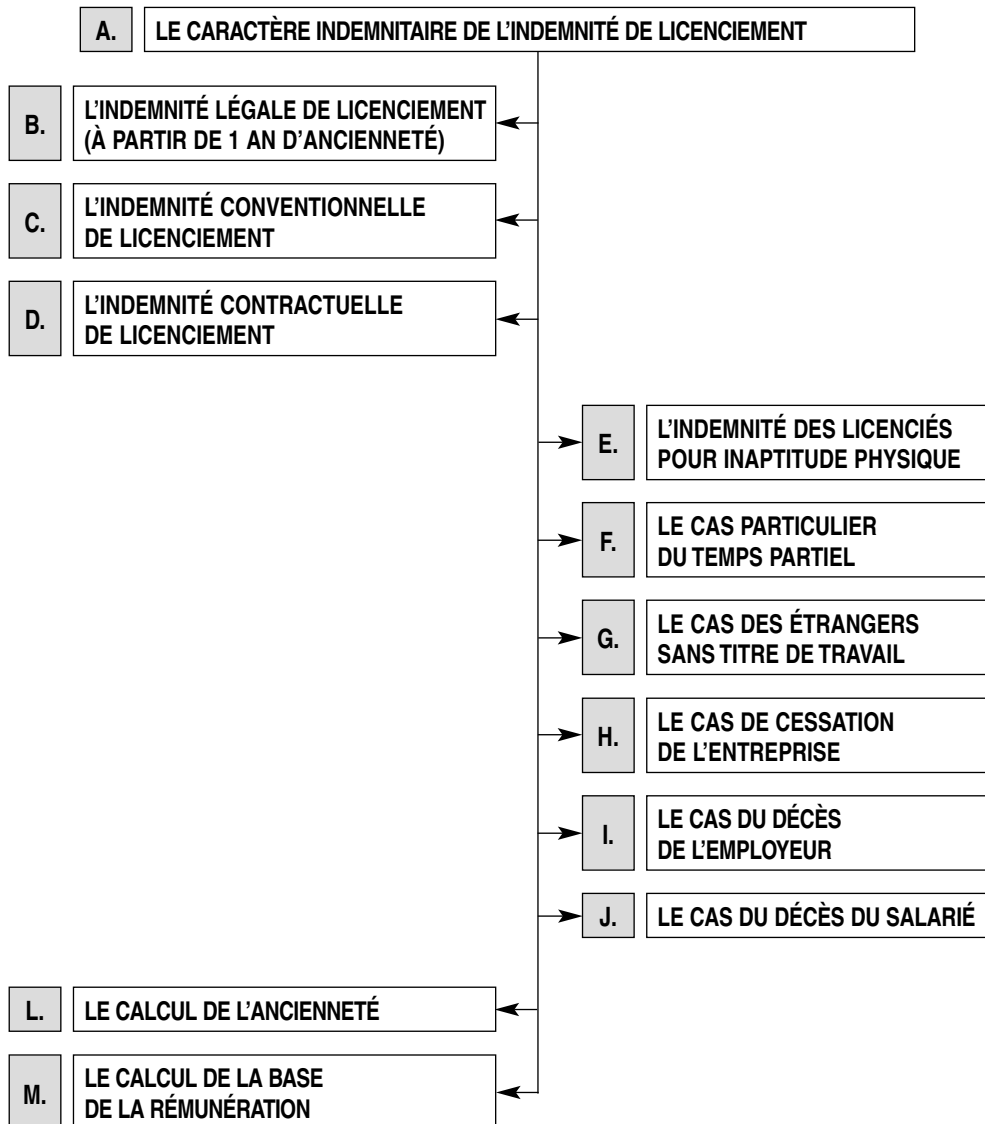 A. LE CARACTÈRE INDEMNITAIRE DE L'INDEMNITÉ DE LICENCIEMENT
B. L'INDEMNITÉ LÉGALE DE LICENCIEMENT
(À PARTIR DE 1 AN D'ANCIENNETÉ)
C. L'INDEMNITÉ CONVENTIONNELLE
DE LICENCIEMENT
D. L'INDEMNITÉ CONTRACTUELLE
DE LICENCIEMENT
E. L'INDEMNITÉ DES LICENCIÉS
POUR INAPTITUDE PHYSIQUE
F. LE CAS PARTICULIER
DU TEMPS PARTIEL
G. LE CAS DES ÉTRANGERS
SANS TITRE DE TRAVAIL
H. LE CAS DE CESSATION
DE L'ENTREPRISE
I. LE CAS DU DÉCÈS
DE L'EMPLOYEUR
J. LE CAS DU DÉCÈS DU SALARIÉ
L. LE CALCUL DE L'ANCIENNETÉ
M. LE CALCUL DE LA BASE
DE LA RÉMUNÉRATION